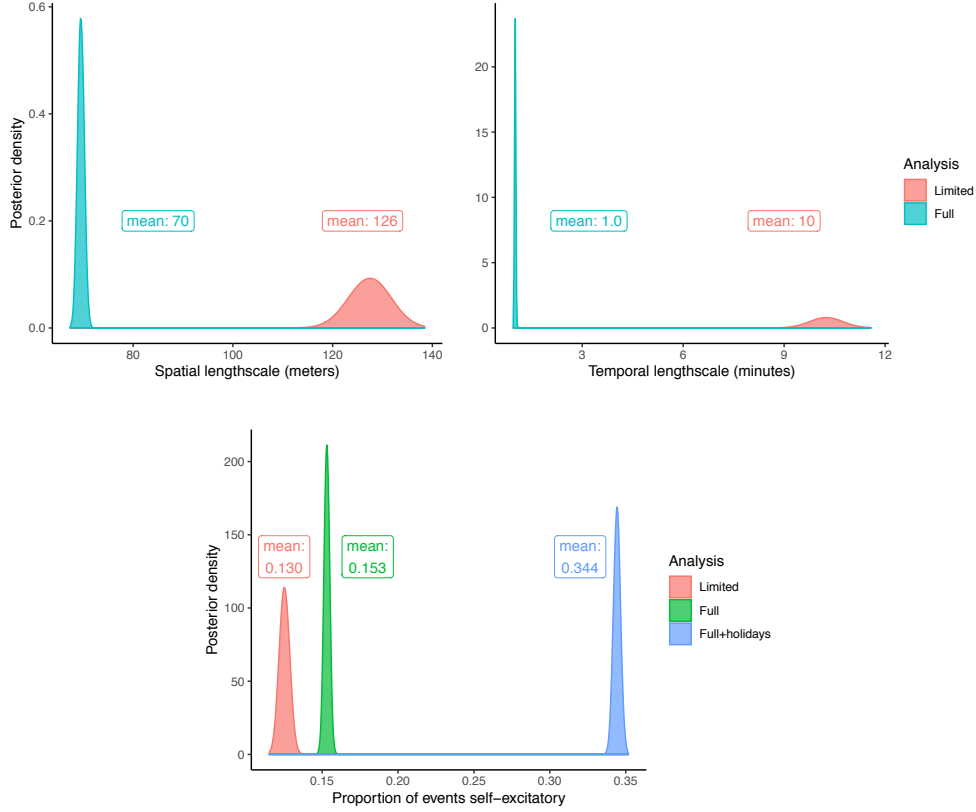 0.6
0.4
0.2
0.0
Posterior density
mean: 70
mean: 126
80
100
120
140
Spatial lengthscale (meters)
20
15
10
5
0
mean: 1.0
mean: 10
3
6
9
12
Temporal lengthscale (minutes)
Analysis
Limited
Full
200
150
100
50
0
Posterior density
mean:
0.130
mean:
0.153
mean:
0.344
0.15
0.20
0.25
0.30
0.35
Proportion of events self−excitatory
Analysis
Limited
Full
Full+holidays